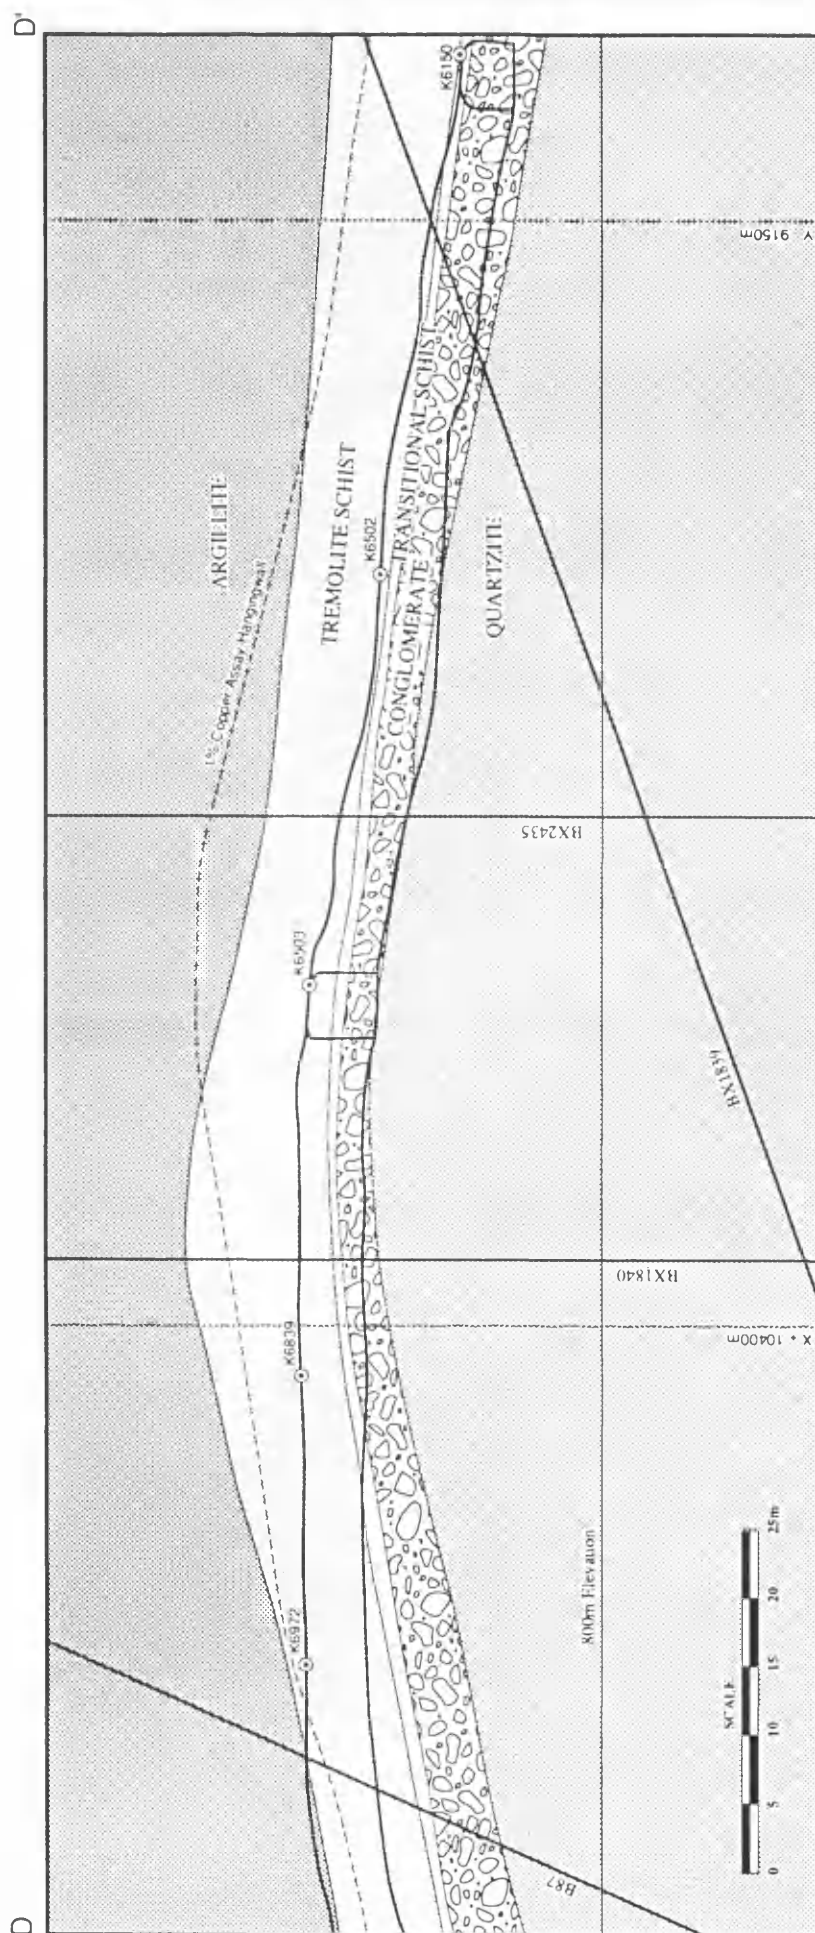 D
D'
ARGILLITE
1% Copper Assay Hangingwall
TREMOLITE SCHIST
TRANSITIONAL SCHIST
CONGLOMERATE
QUARTZITE
K6972
K6839
K6503
K6502
K6150
B87
BX1840
BX2435
BX1839
X + 10400m
Y 9150m
800m Elevation
SCALE
0 5 10 15 20 25m